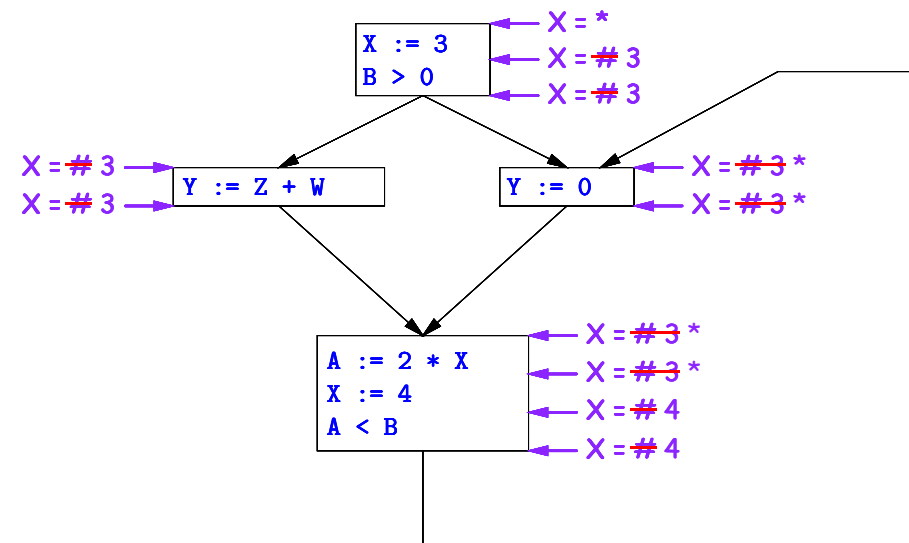 X = *
X := 3
X = # 3
B > 0
X = # 3
X = # 3
Y := Z + W
X = # 3
Y := 0
X = # 3 *
X = # 3 *
X = # 3 *
A := 2 * X
X = # 3 *
X := 4
X = # 4
A < B
X = # 4